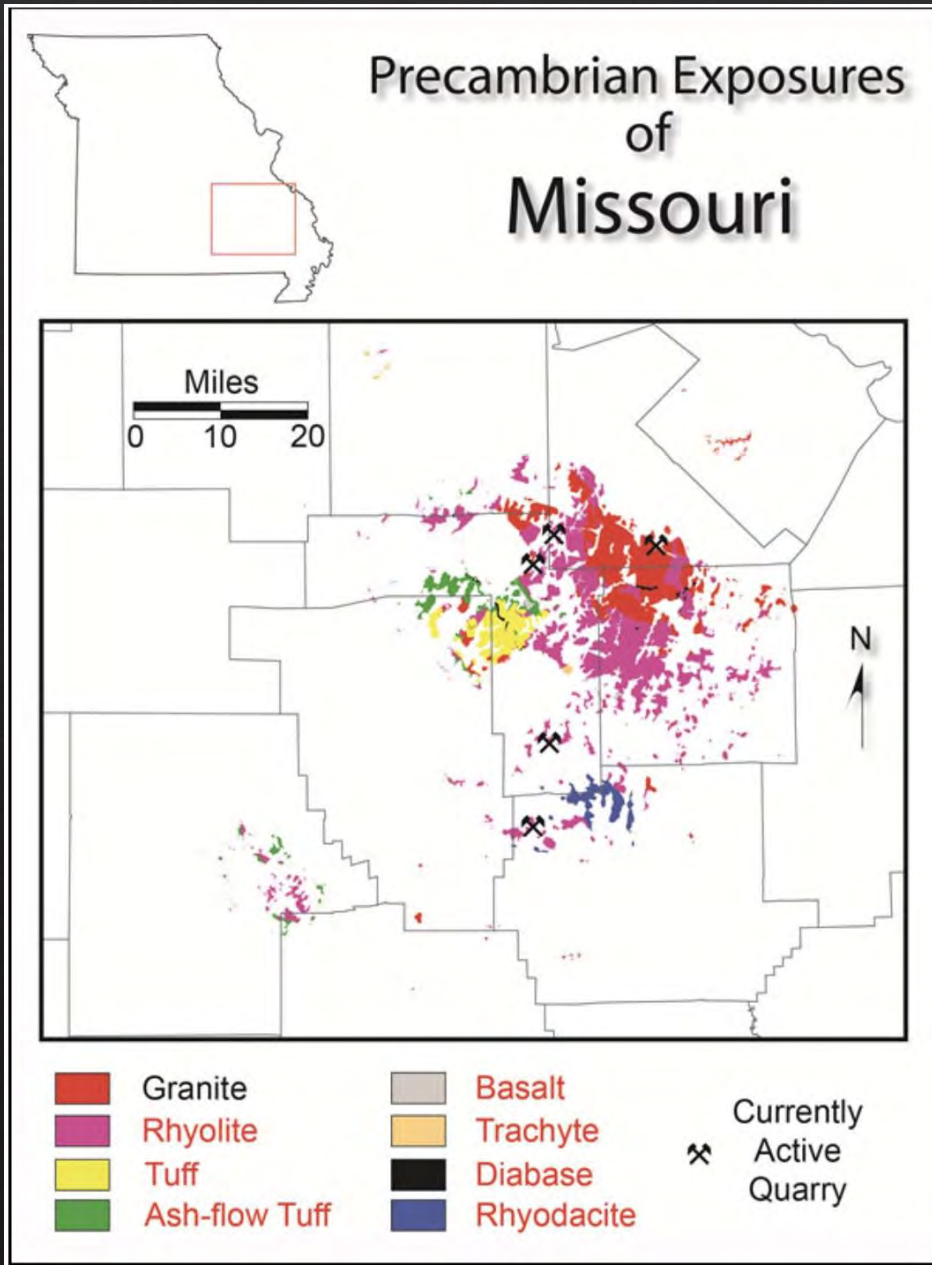 Precambrian Exposures
of
Missouri
Miles
0 10 20
N
Granite
Rhyolite
Tuff
Ash-flow Tuff
Basalt
Trachyte
Diabase
Rhyodacite
Currently
Active
Quarry